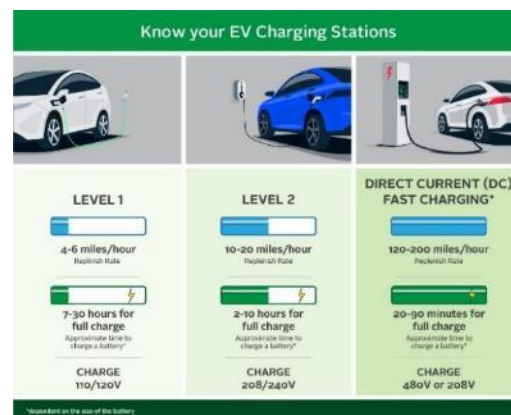 Know your EV Charging Stations
LEVEL 1
4-6 miles/hour
Replenish Rate
7-30 hours for
full charge
Approximate time to
charge a battery*
CHARGE
110/120V
LEVEL 2
10-20 miles/hour
Replenish Rate
2-10 hours for
full charge
Approximate time to
charge a battery*
CHARGE
208/240V
DIRECT CURRENT (DC)
FAST CHARGING*
120-200 miles/hour
Replenish Rate
20-90 minutes for
full charge
Approximate time to
charge a battery*
CHARGE
480V or 208V
*dependent on the size of the battery